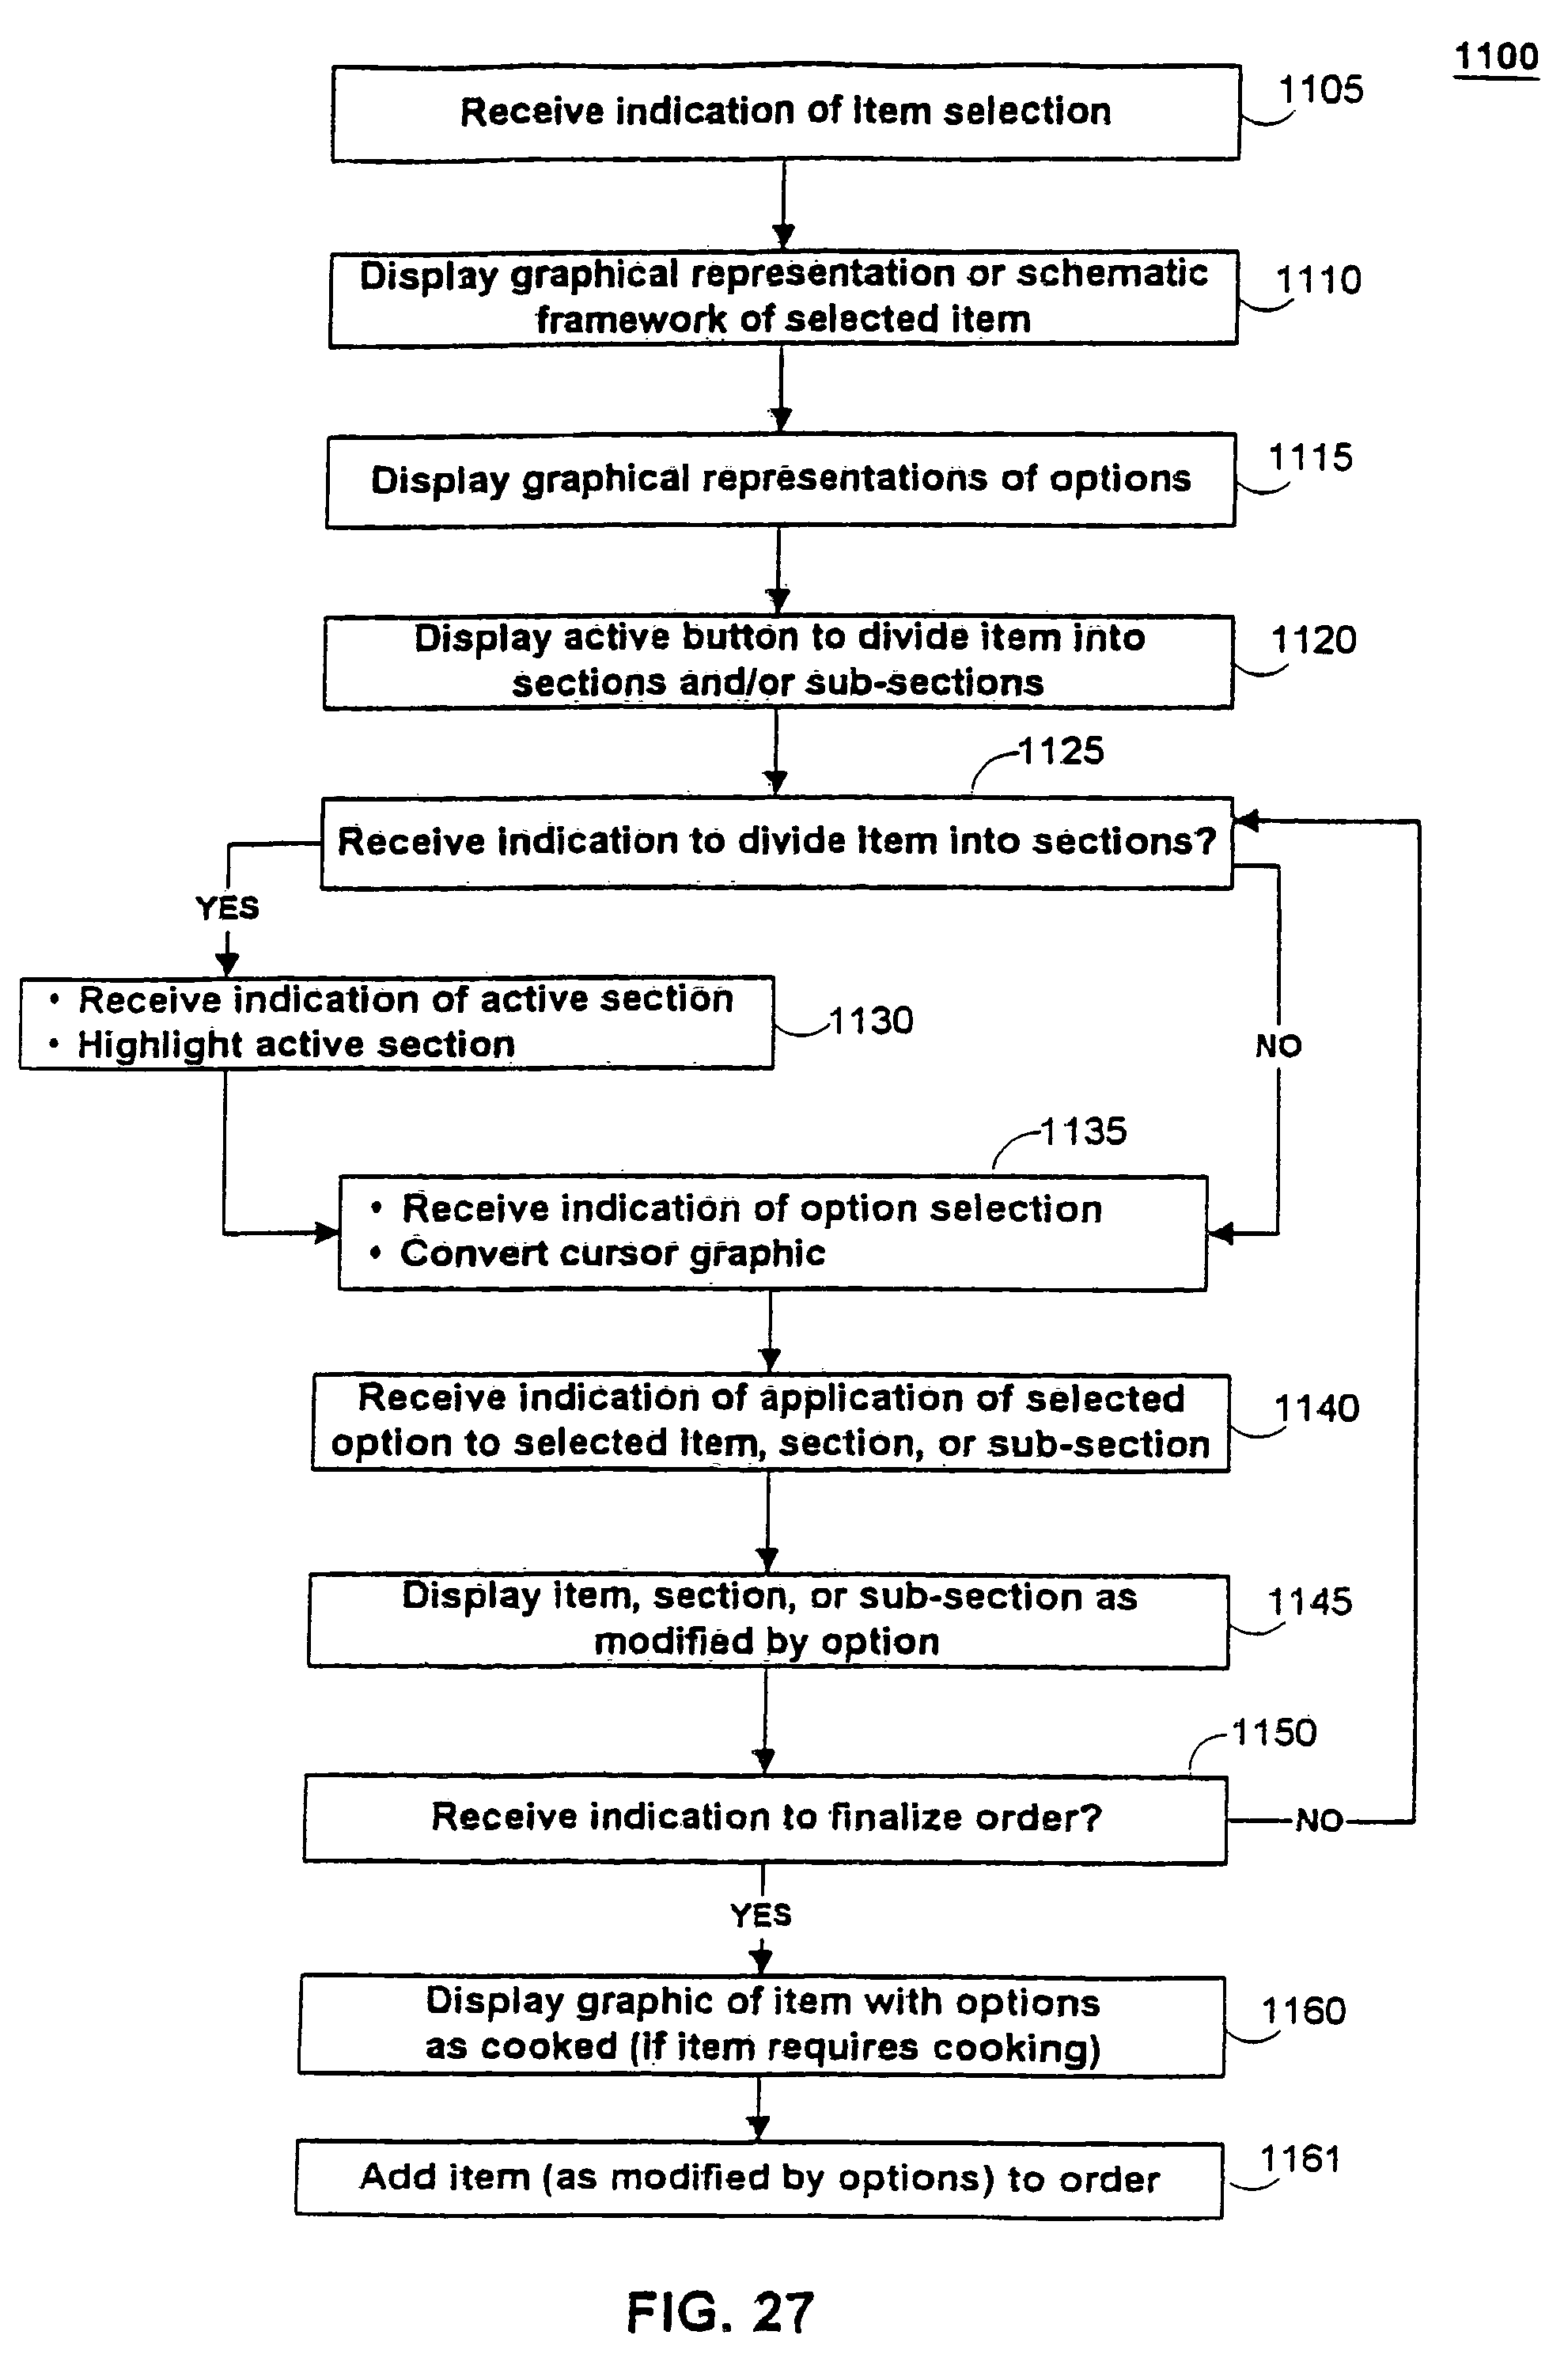 1100
Receive indication of item selection
1105
Display graphical representation or schematic
framework of selected item
1110
Display graphical representations of options
1115
Display active button to divide item into
sections and/or sub-sections
1120
1125
Receive indication to divide item into sections?
YES
• Receive indication of active section
• Highlight active section
1130
NO
1135
• Receive indication of option selection
• Convert cursor graphic
Receive indication of application of selected
option to selected item, section, or sub-section
1140
Display item, section, or sub-section as
modified by option
1145
1150
Receive indication to finalize order?
NO
YES
Display graphic of item with options
as cooked (if item requires cooking)
1160
Add item (as modified by options) to order
1161
FIG. 27